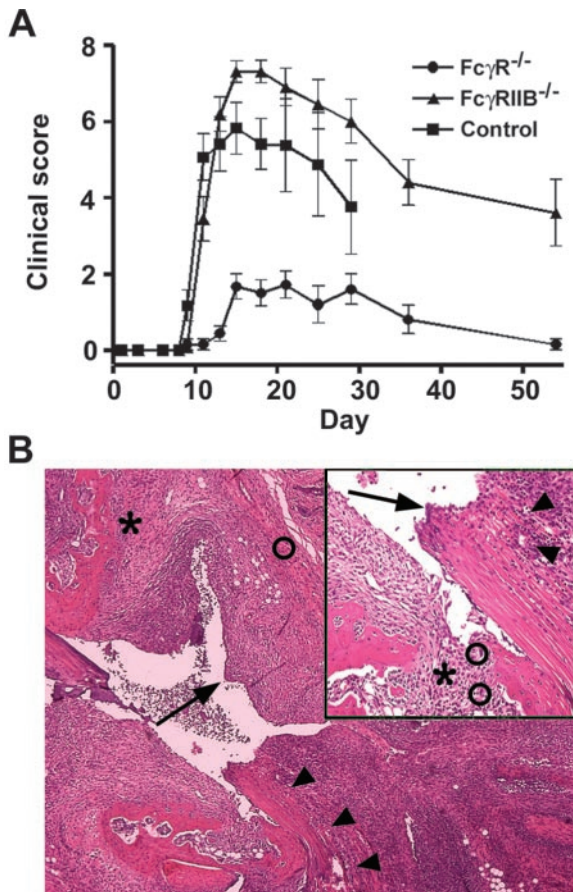 A
Clinical score
8
6
4
2
0
FcγR-/-
FcγRIIB-/-
Control
0 10 20 30 40 50
Day
B
*
*